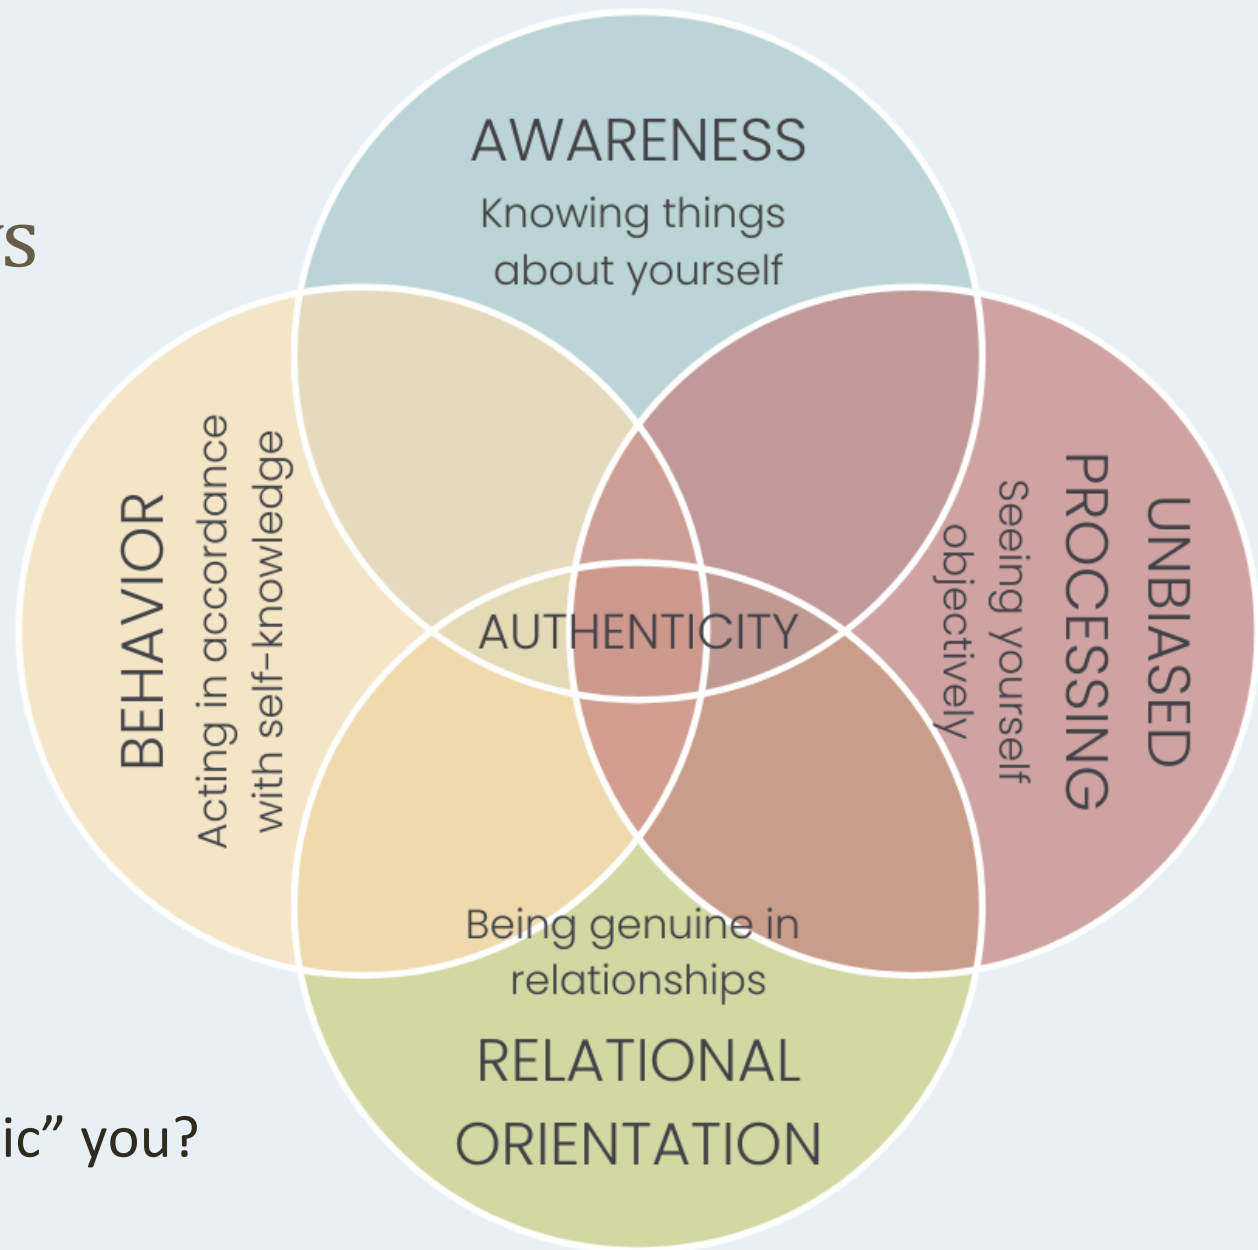 AWARENESS
Knowing things
about yourself
BEHAVIOR
Acting in accordance
with self-knowledge
AUTHENTICITY
UNBIASED
PROCESSING
Seeing yourself
objectively
Being genuine in
relationships
RELATIONAL
ORIENTATION
ic” you?